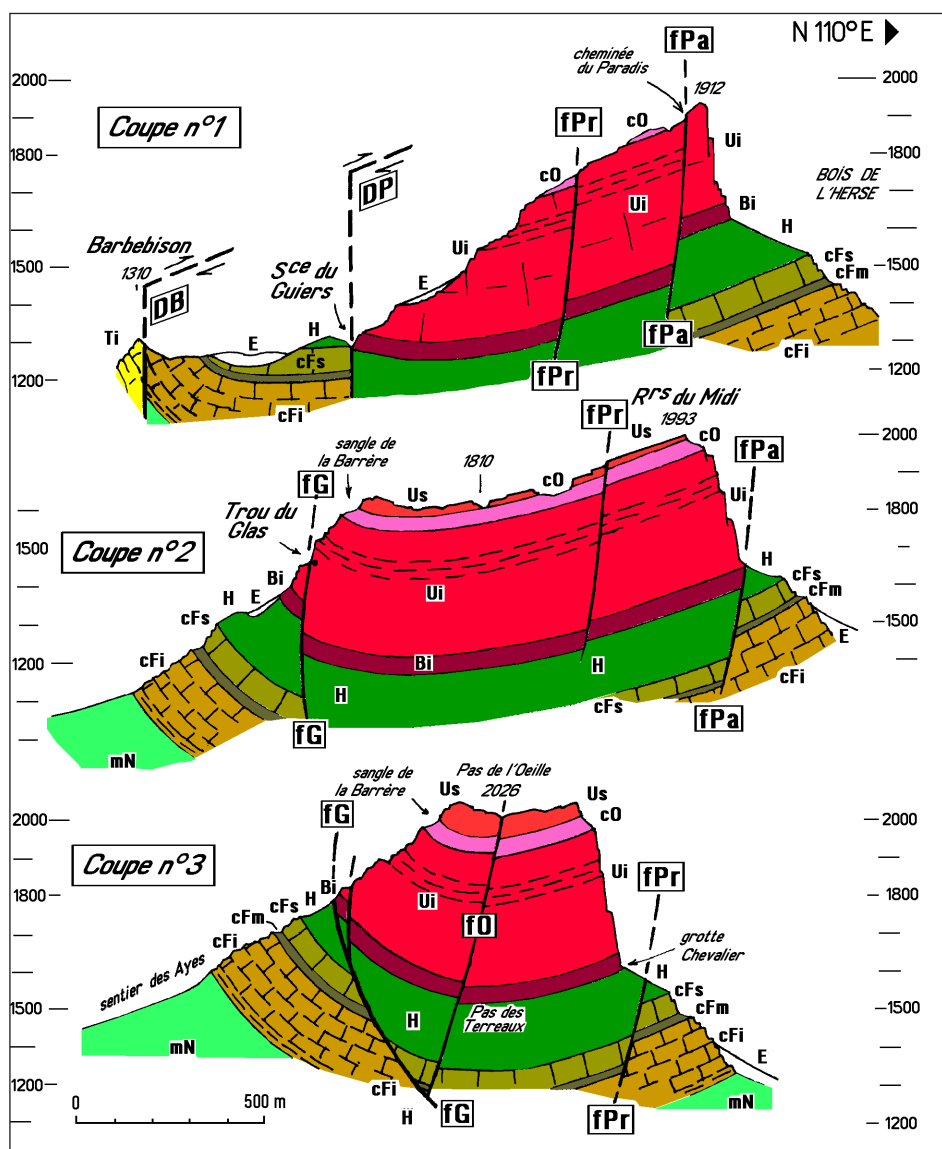 N 110° E
fPa
cheminée
du Paradis
1912
2000
2000
Coupe n°1
fPr
cO
Ui
1800
1800
DP
cO
BOIS DE
L'HERSE
Ui
Bi
Barbebison
Ui
H
1310
Sce du
Guiers
1500
1500
cFs
cFm
DB
E
Ti
E
H
fPa
cFs
cFi
1200
fPr
1200
cFi
Rrs du Midi
1993
fPr
Us
cO
2000
sangle de
la Barrère
1810
fPa
fG
Us
cO
Ui
1800
Trou du
Glas
1500
Coupe n°2
Bi
H
cFs
cFm
H
E
Ui
cFs
1500
E
cFi
1200
Bi
H
cFi
H
cFs
fPa
fG
mN
sangle de
la Barrère
Pas de l'Oeille
2026
Us
Us
cO
fG
2000
2000
Coupe n°3
Bi
Ui
fPr
1800
H
Ui
1800
cFs
cFm
fO
grotte
Chevalier
cFi
H
sentier des Ayes
cFs
1500
Pas des
Terreaux
cFm
1500
H
cFi
mN
E
1200
cFi
fG
fPr
mN
H
1200
0
500 m